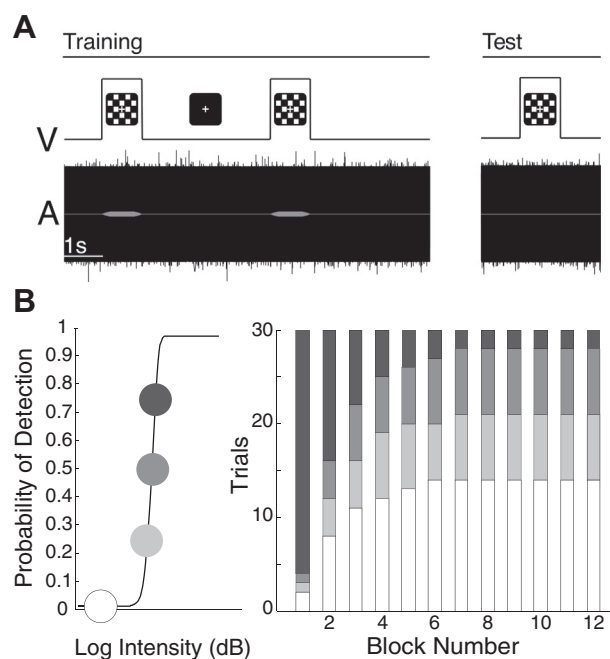 A
Training
Test
V
A
1s
B
1
0.9
0.8
0.7
0.6
0.5
0.4
0.3
0.2
0.1
0
Probability of Detection
Log Intensity (dB)
30
20
10
0
Trials
2 4 6 8 10 12
Block Number